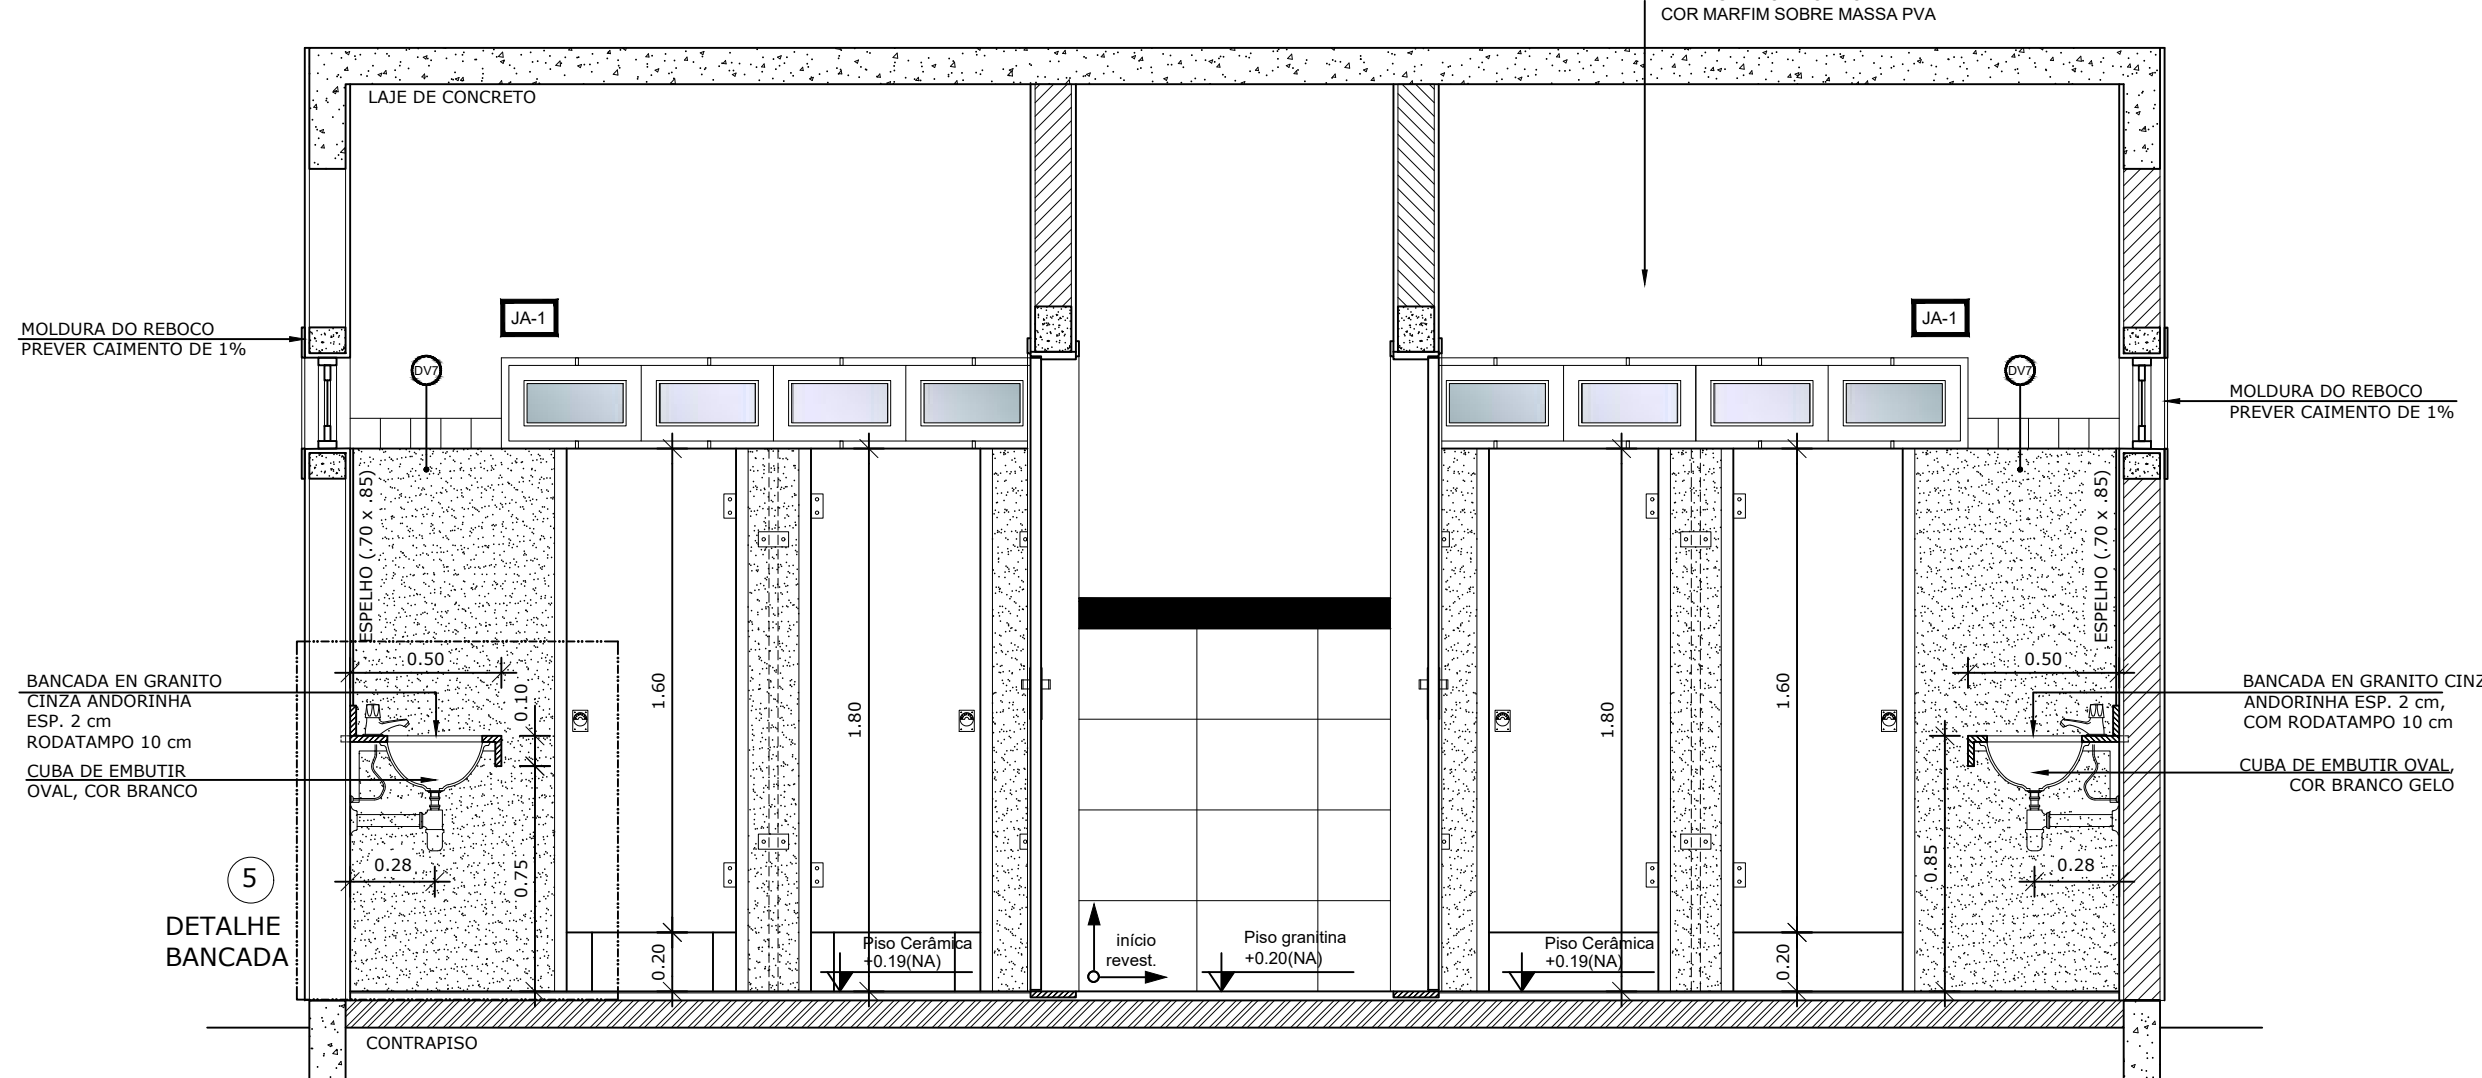 COR MARFIM SOBRE MASSA PVA
LAJE DE CONCRETO
JA-1
JA-1
MOLDURA DO REBOCO
PREVER CAIMENTO DE 1%
DV7
DV7
MOLDURA DO REBOCO
PREVER CAIMENTO DE 1%
ESPELHO (.70 x .85)
ESPELHO (.70 x .85)
0.50
0.50
BANCADA EN GRANITO
CINZA ANDORINHA
ESP. 2 cm
RODATAMPO 10 cm
0.10
1.60
1.80
1.80
1.60
BANCADA EN GRANITO CINZ
ANDORINHA ESP. 2 cm,
COM RODATAMPO 10 cm
CUBA DE EMBUTIR
OVAL, COR BRANCO
CUBA DE EMBUTIR OVAL,
COR BRANCO GELO
0.28
0.75
0.85
0.28
5
DETALHE
BANCADA
0.20
Piso Cerâmica
+0.19(NA)
início
revest.
Piso granitina
+0.20(NA)
Piso Cerâmica
+0.19(NA)
0.20
CONTRAPISO